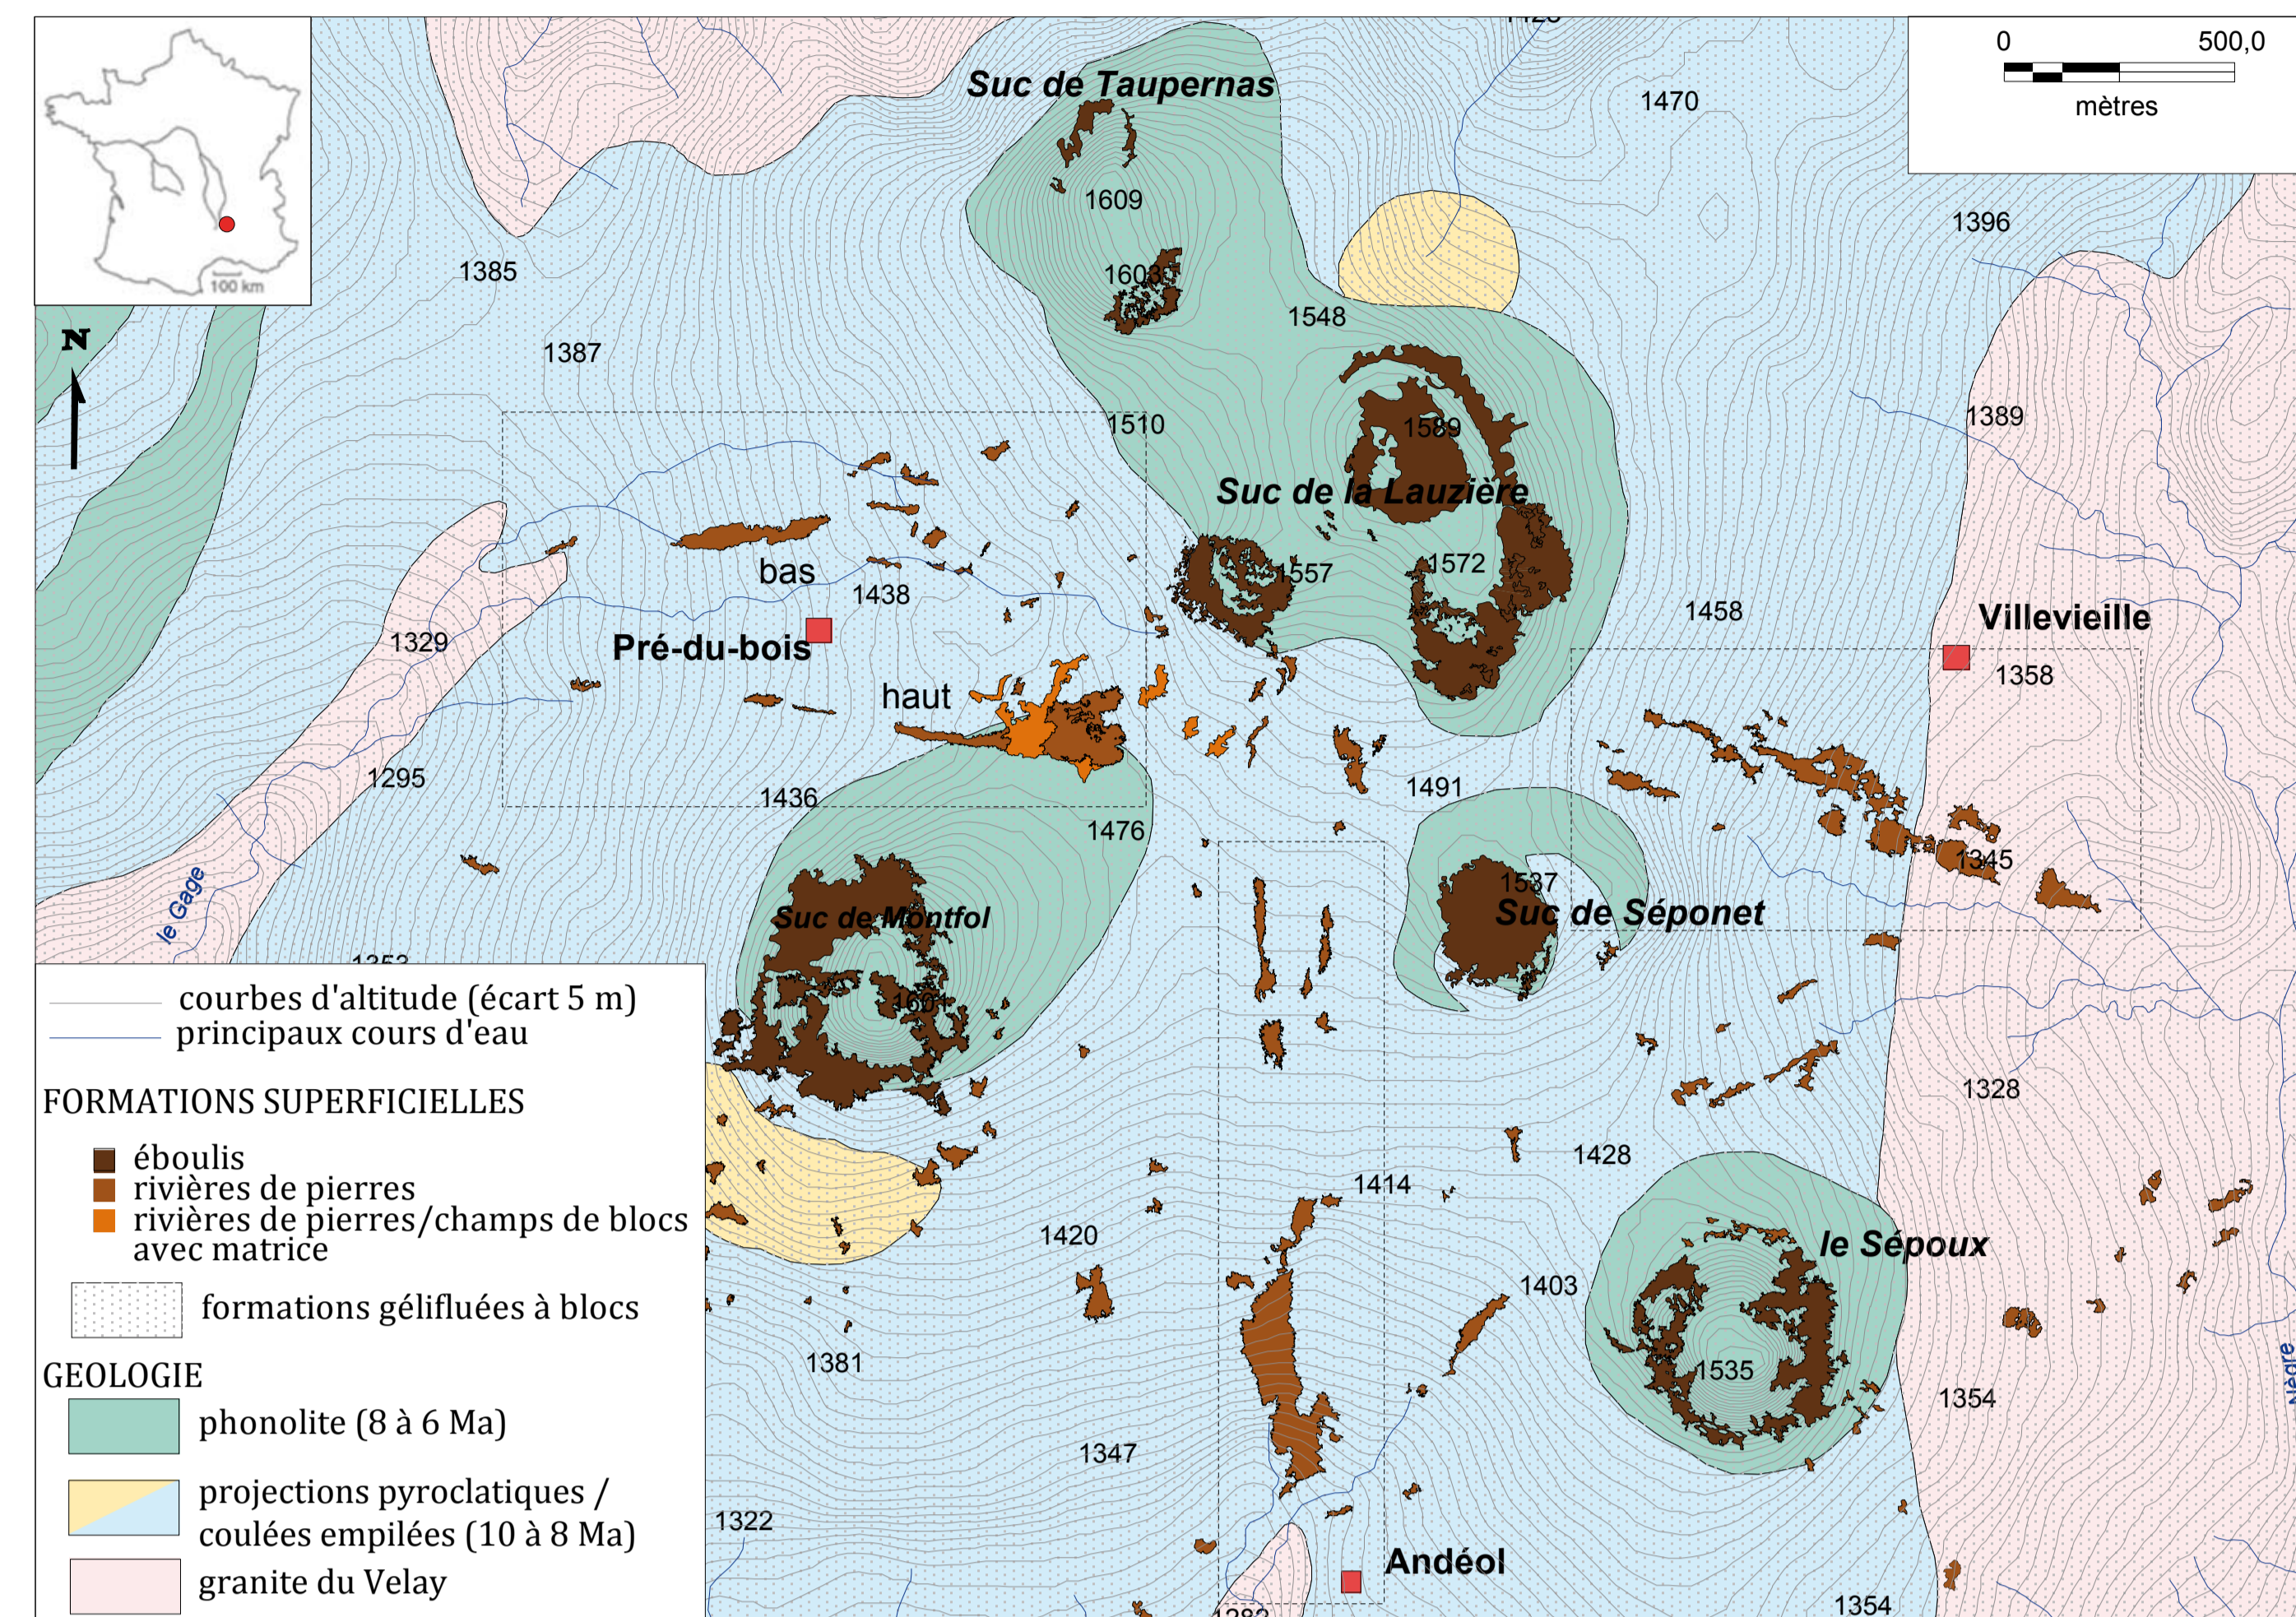 0 500,0
mètres
100 km
N
Suc de Taupernas
1470
1609
1396
1385
1603
1548
1387
1510
1389
1589
Suc de la Lauzière
bas
1557
1572
1438
1458
Villevieille
1329
Pré-du-bois
1358
haut
1295
1436
1491
1476
1345
1537
le Gage
Suc de Montfol
Suc de Séponet
1601
1328
1428
1414
1420
le Sépoux
1403
1381
1535
1354
Nègre
1347
1322
Andéol
1354
courbes d'altitude (écart 5 m)
principaux cours d'eau
FORMATIONS SUPERFICIELLES
éboulis
rivières de pierres
rivières de pierres/champs de blocs
avec matrice
formations gélifluées à blocs
GEOLOGIE
phonolite (8 à 6 Ma)
projections pyroclatiques /
coulées empilées (10 à 8 Ma)
granite du Velay